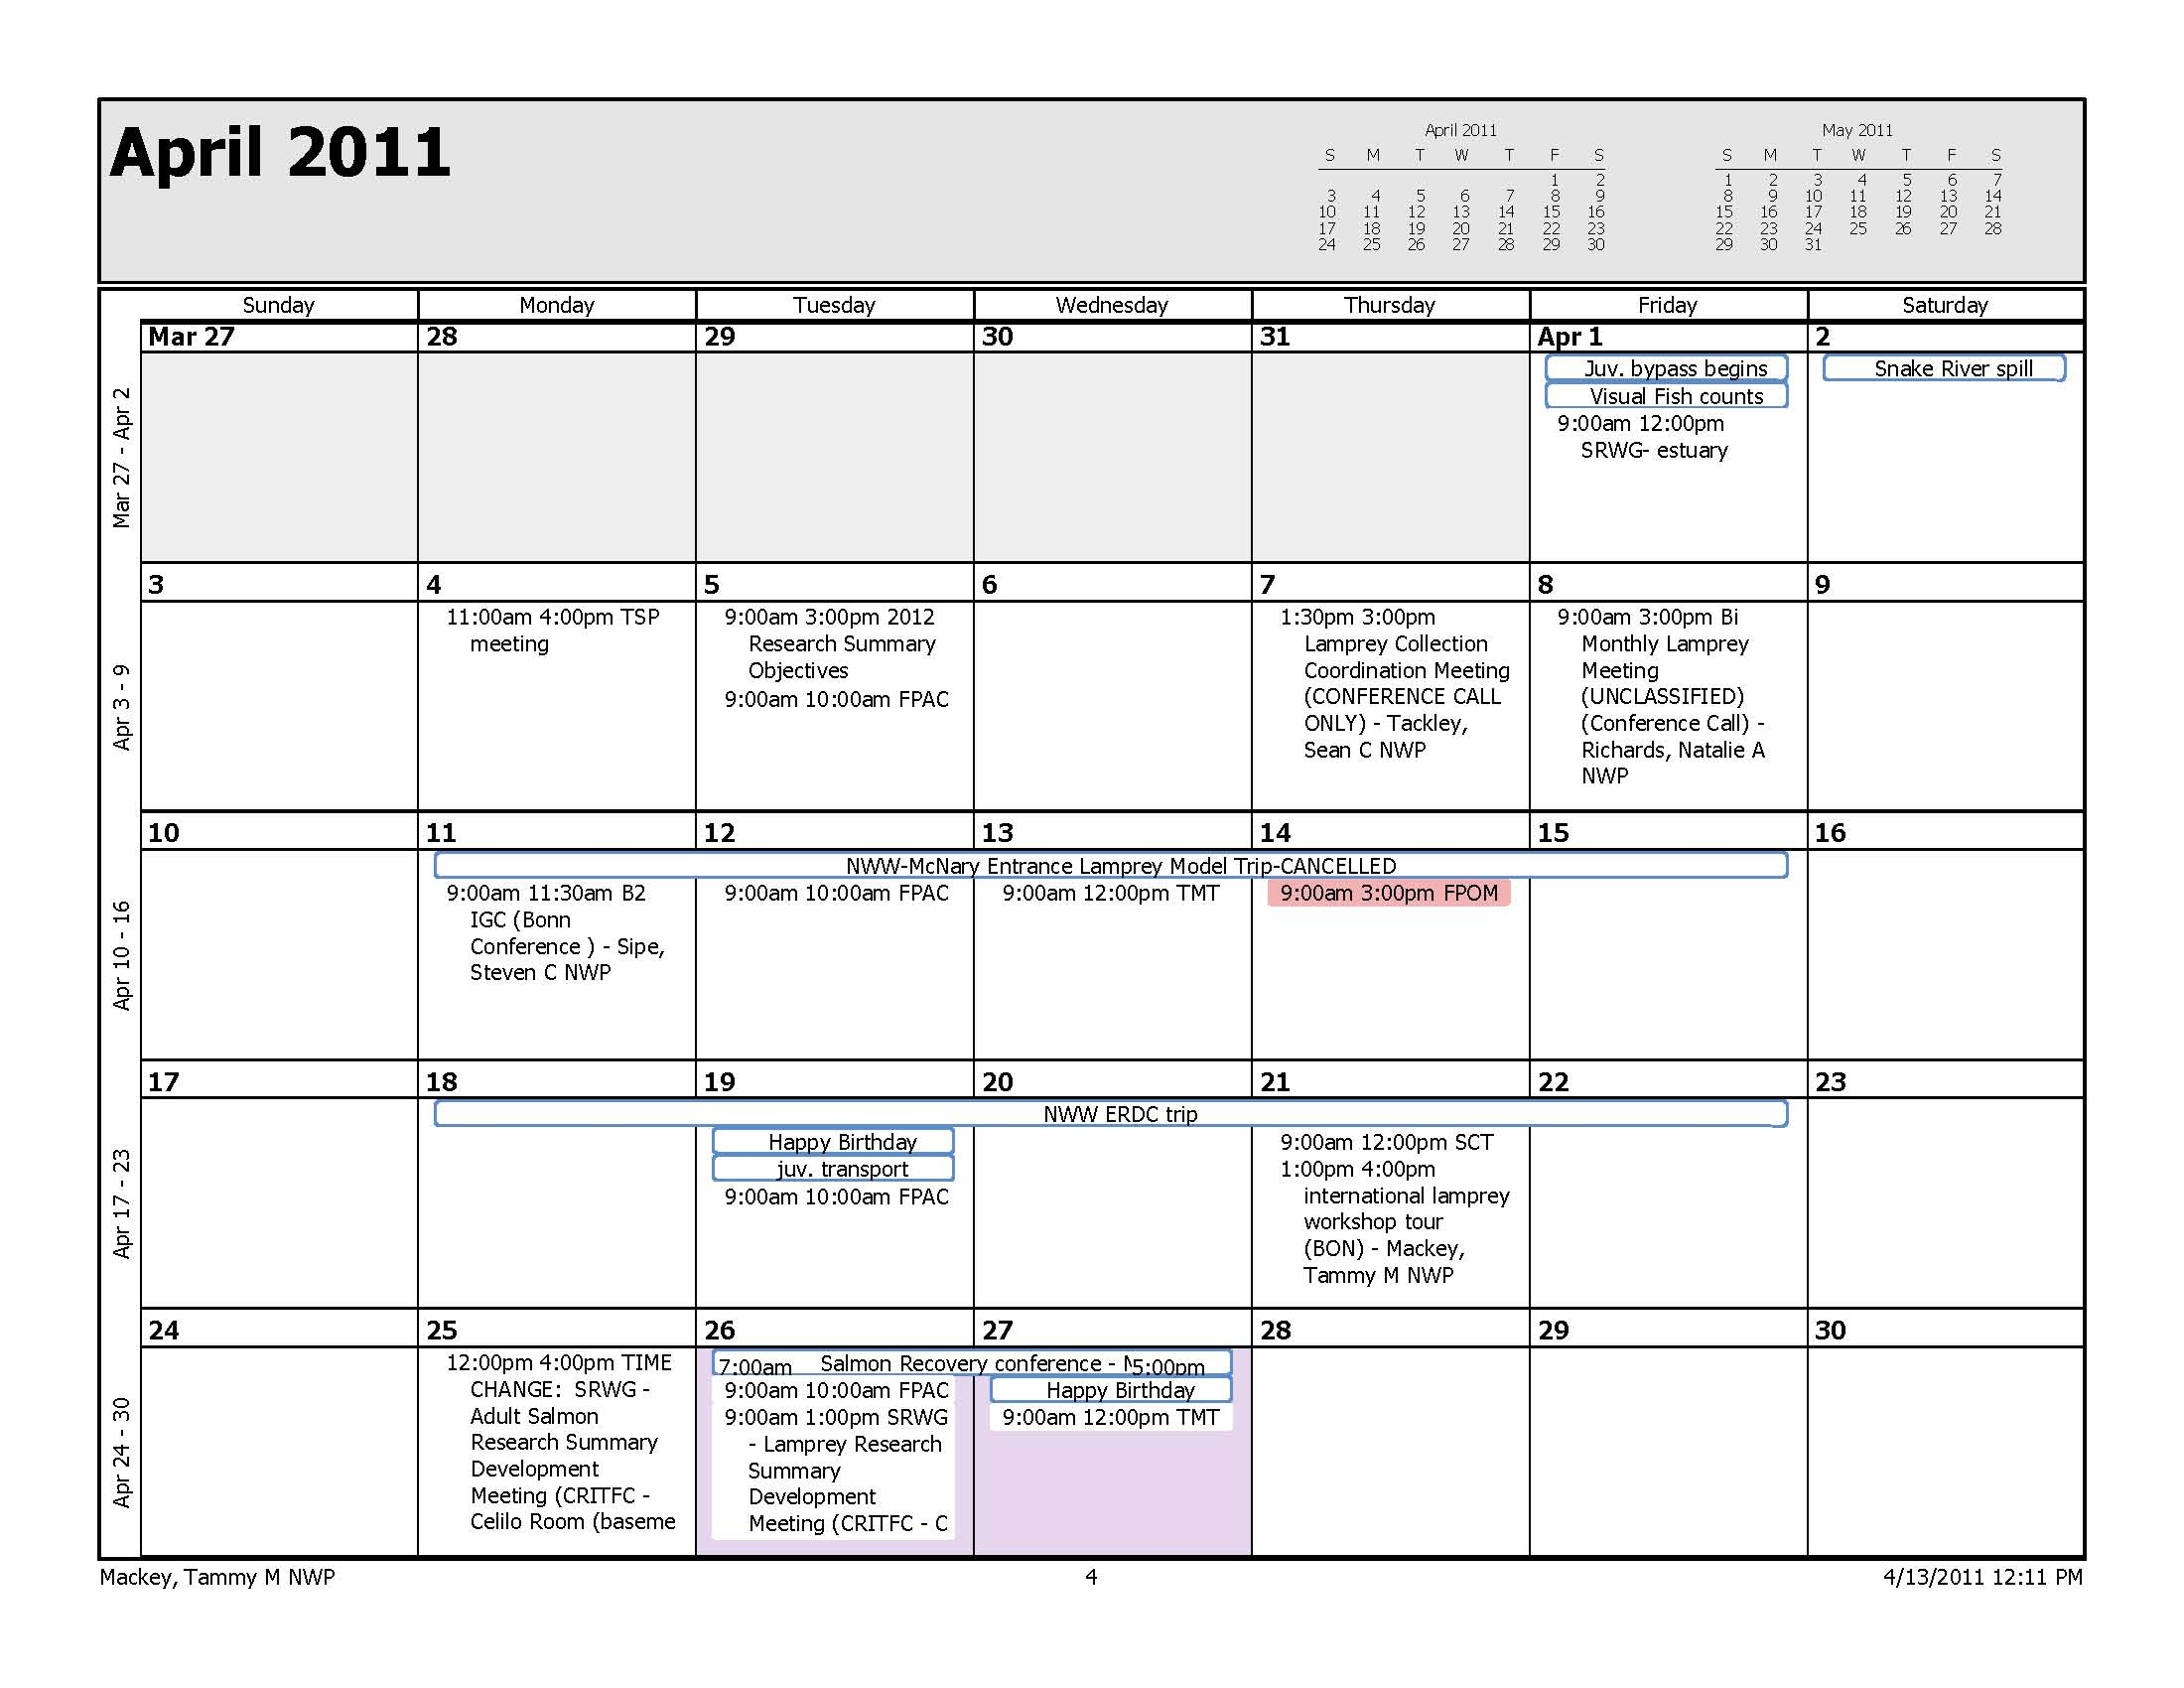 April 2011
April 2011
S M T W T F S
1 2
3 4 5 6 7 8 9
10 11 12 13 14 15 16
17 18 19 20 21 22 23
24 25 26 27 28 29 30
May 2011
S M T W T F S
1 2 3 4 5 6 7
8 9 10 11 12 13 14
15 16 17 18 19 20 21
22 23 24 25 26 27 28
29 30 31
Sunday Monday Tuesday Wednesday Thursday Friday Saturday
Mar 27 - Apr 2
Mar 27 28 29 30 31 Apr 1 2
Juv. bypass begins
Visual Fish counts
9:00am 12:00pm
SRWG- estuary
Snake River spill
Apr 3 - 9
3 4 5 6 7 8 9
11:00am 4:00pm TSP
meeting
9:00am 3:00pm 2012
Research Summary
Objectives
9:00am 10:00am FPAC
1:30pm 3:00pm
Lamprey Collection
Coordination Meeting
(CONFERENCE CALL
ONLY) - Tackley,
Sean C NWP
9:00am 3:00pm Bi
Monthly Lamprey
Meeting
(UNCLASSIFIED)
(Conference Call) -
Richards, Natalie A
NWP
Apr 10 - 16
10 11 12 13 14 15 16
NWW-McNary Entrance Lamprey Model Trip-CANCELLED
9:00am 11:30am B2
IGC (Bonn
Conference ) - Sipe,
Steven C NWP
9:00am 10:00am FPAC
9:00am 12:00pm TMT
9:00am 3:00pm FPOM
Apr 17 - 23
17 18 19 20 21 22 23
NWW ERDC trip
Happy Birthday
juv. transport
9:00am 10:00am FPAC
9:00am 12:00pm SCT
1:00pm 4:00pm
international lamprey
workshop tour
(BON) - Mackey,
Tammy M NWP
Apr 24 - 30
24 25 26 27 28 29 30
12:00pm 4:00pm TIME
CHANGE: SRWG -
Adult Salmon
Research Summary
Development
Meeting (CRITFC -
Celilo Room (baseme
7:00am Salmon Recovery conference - 5:00pm
9:00am 10:00am FPAC
9:00am 1:00pm SRWG
- Lamprey Research
Summary
Development
Meeting (CRITFC - C
Happy Birthday
9:00am 12:00pm TMT
Mackey, Tammy M NWP 4 4/13/2011 12:11 PM